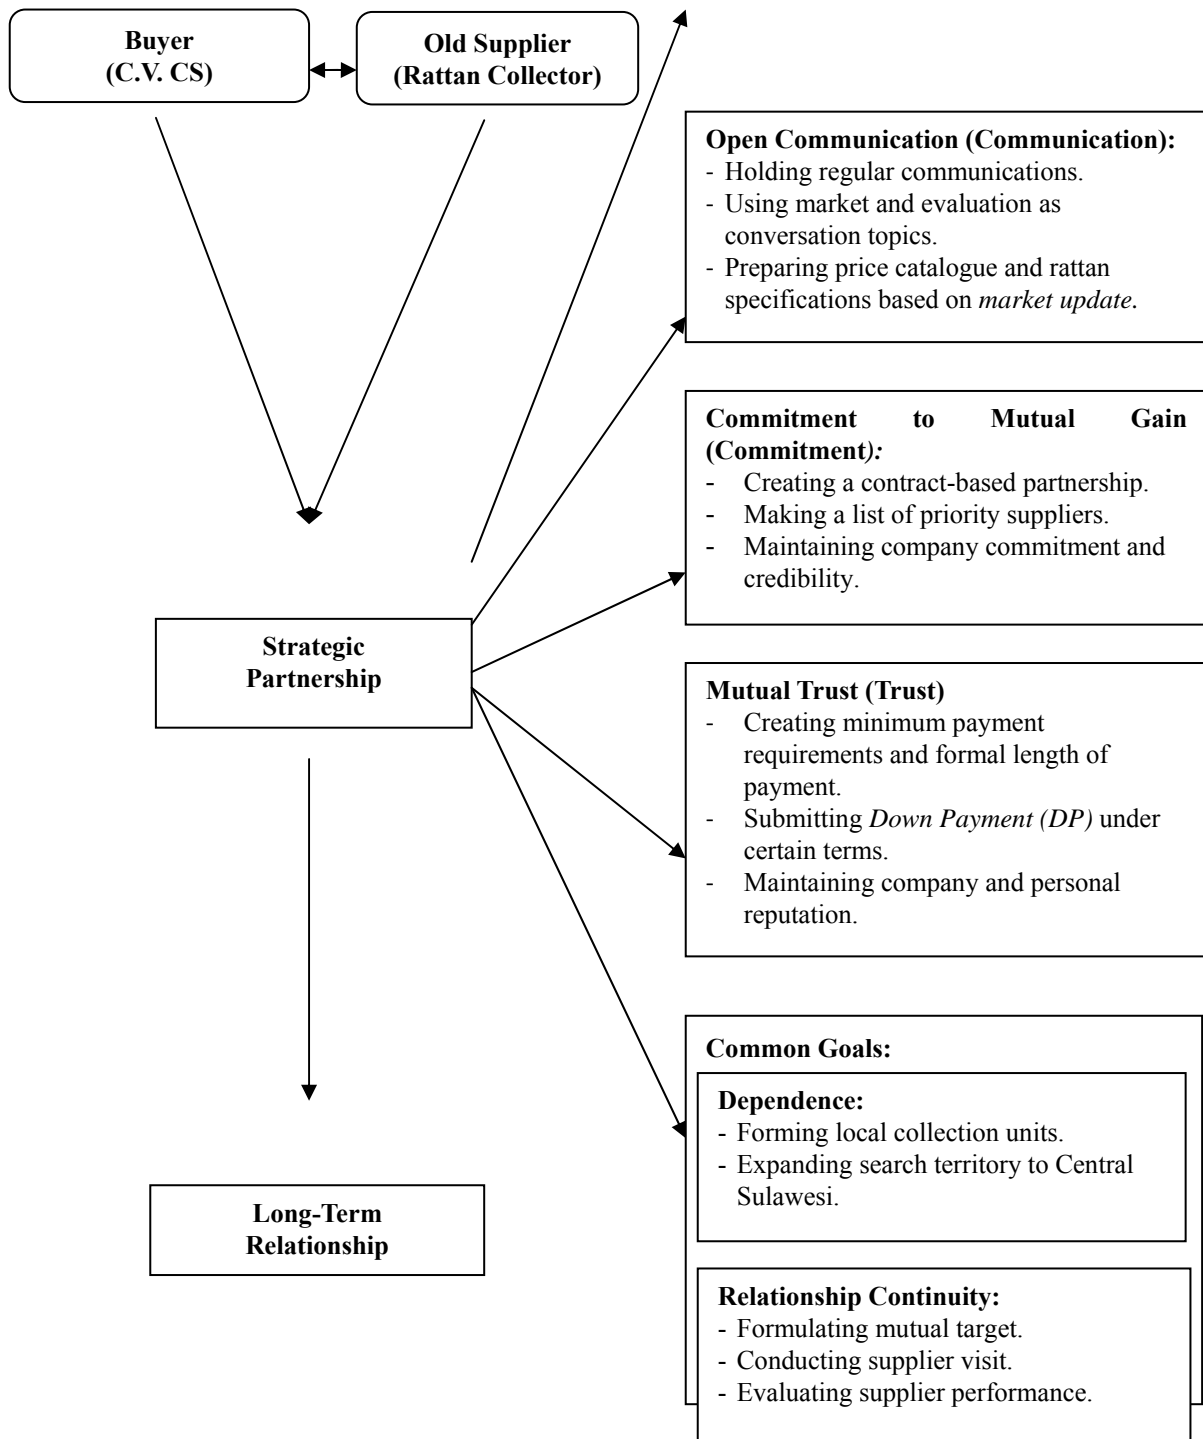 Buyer
(C.V. CS)
Old Supplier
(Rattan Collector)
Open Communication (Communication):
- Holding regular communications.
- Using market and evaluation as
conversation topics.
- Preparing price catalogue and rattan
specifications based on market update.
Commitment to Mutual Gain
(Commitment):
- Creating a contract-based partnership.
- Making a list of priority suppliers.
- Maintaining company commitment and
credibility.
Strategic
Partnership
Mutual Trust (Trust)
- Creating minimum payment
requirements and formal length of
payment.
- Submitting Down Payment (DP) under
certain terms.
- Maintaining company and personal
reputation.
Common Goals:
Dependence:
- Forming local collection units.
- Expanding search territory to Central
Sulawesi.
Long-Term
Relationship
Relationship Continuity:
- Formulating mutual target.
- Conducting supplier visit.
- Evaluating supplier performance.